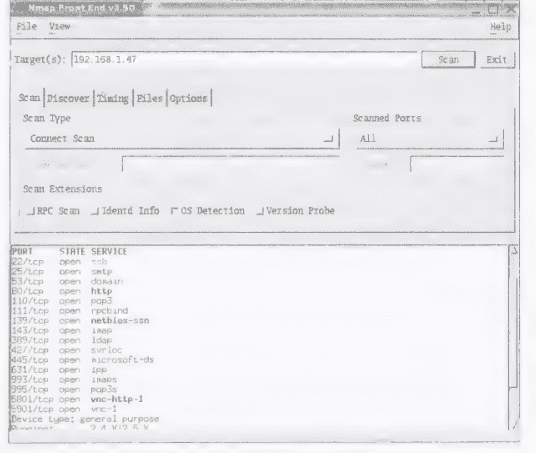 Nmap Front End v3.50
File View Help
Target(s): 192.168.1.47 Scan Exit
Scan Discover Timing Files Options
Scan Type Scanned Ports
Connect Scan All
Scan Extensions
RPC Scan Identd Info OS Detection Version Probe
PORT STATE SERVICE
22/tcp open ssh
25/tcp open smtp
53/tcp open domain
80/tcp open http
110/tcp open pop3
111/tcp open rpcbind
139/tcp open netbios-ssn
143/tcp open imap
389/tcp open ldap
427/tcp open svrloc
445/tcp open microsoft-ds
631/tcp open ipp
993/tcp open imaps
995/tcp open pop3s
5801/tcp open vnc-http-1
5901/tcp open vnc-1
Device type: general purpose